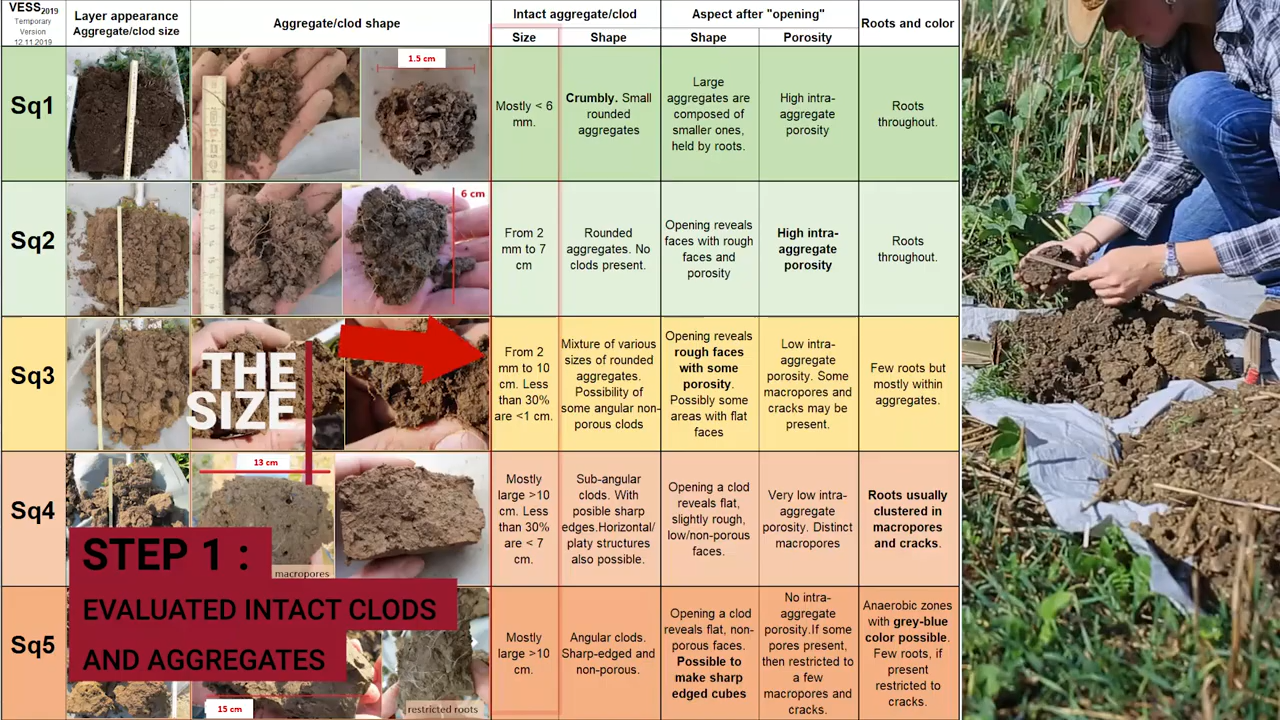 VESS2019
Temporary
Version
12.11.2019
Layer appearance
Aggregate/clod size
Aggregate/clod shape
Intact aggregate/clod
Aspect after "opening"
Roots and color
Size
Shape
Shape
Porosity
Sq1
1.5 cm
Mostly < 6
mm.
Crumbly. Small
rounded
aggregates
Large
aggregates are
composed of
smaller ones,
held by roots.
High intra-
aggregate
porosity
Roots
throughout.
Sq2
6 cm
From 2
mm to 7
cm
Rounded
aggregates. No
clods present.
Opening reveals
faces with rough
faces and
porosity
High intra-
aggregate
porosity
Roots
throughout.
Sq3
THE
SIZE
From 2
mm to 10
cm. Less
than 30%
are <1 cm.
Mixture of various
sizes of rounded
aggregates.
Possibility of
some angular non-
porous clods
Opening reveals
rough faces
with some
porosity.
Possibly some
areas with flat
faces
Low intra-
aggregate
porosity. Some
macropores and
cracks may be
present.
Few roots but
mostly within
aggregates.
Sq4
13 cm
macropores
Mostly
large >10
cm. Less
than 30%
are < 7
cm.
Sub-angular
clods. With
posible sharp
edges.Horizontal/
platy structures
also possible.
Opening a clod
reveals flat,
slightly rough,
low/non-porous
faces.
Very low intra-
aggregate
porosity. Distinct
macropores
Roots usually
clustered in
macropores
and cracks.
STEP 1 :
EVALUATED INTACT CLODS
AND AGGREGATES
Sq5
15 cm
restricted roots
Mostly
large >10
cm.
Angular clods.
Sharp-edged and
non-porous.
Opening a clod
reveals flat, non-
porous faces.
Possible to
make sharp
edged cubes
No intra-
aggregate
porosity.If some
pores present,
then restricted to
a few
macropores and
cracks.
Anaerobic zones
with grey-blue
color possible.
Few roots, if
present
restricted to
cracks.